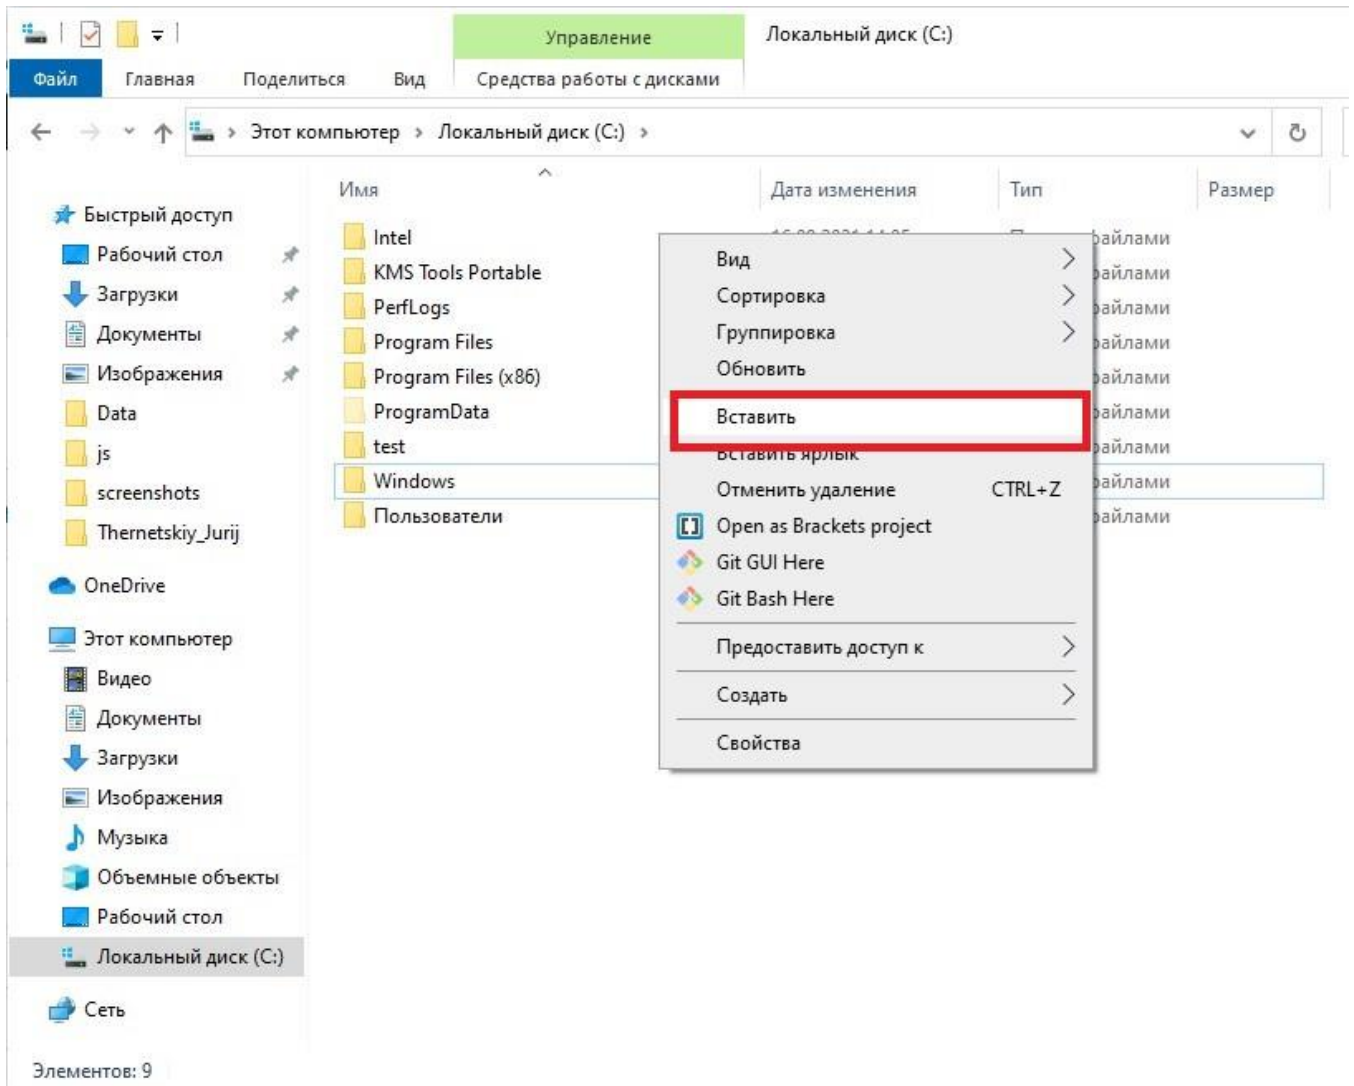 Управление
Локальный диск (C:)
Файл
Главная
Поделиться
Вид
Средства работы с дисками
Этот компьютер
Локальный диск (C:)
Имя
Дата изменения
Тип
Размер
Быстрый доступ
Рабочий стол
Загрузки
Документы
Изображения
Data
js
screenshots
Thernetskiy_Jurij
OneDrive
Этот компьютер
Видео
Документы
Загрузки
Изображения
Музыка
Объемные объекты
Рабочий стол
Локальный диск (C:)
Сеть
Intel
KMS Tools Portable
PerfLogs
Program Files
Program Files (x86)
ProgramData
test
Windows
Пользователи
Вид
Сортировка
Группировка
Обновить
Вставить
Вставить ярлык
Отменить удаление CTRL+Z
Open as Brackets project
Git GUI Here
Git Bash Here
Предоставить доступ к
Создать
Свойства
Элементов: 9